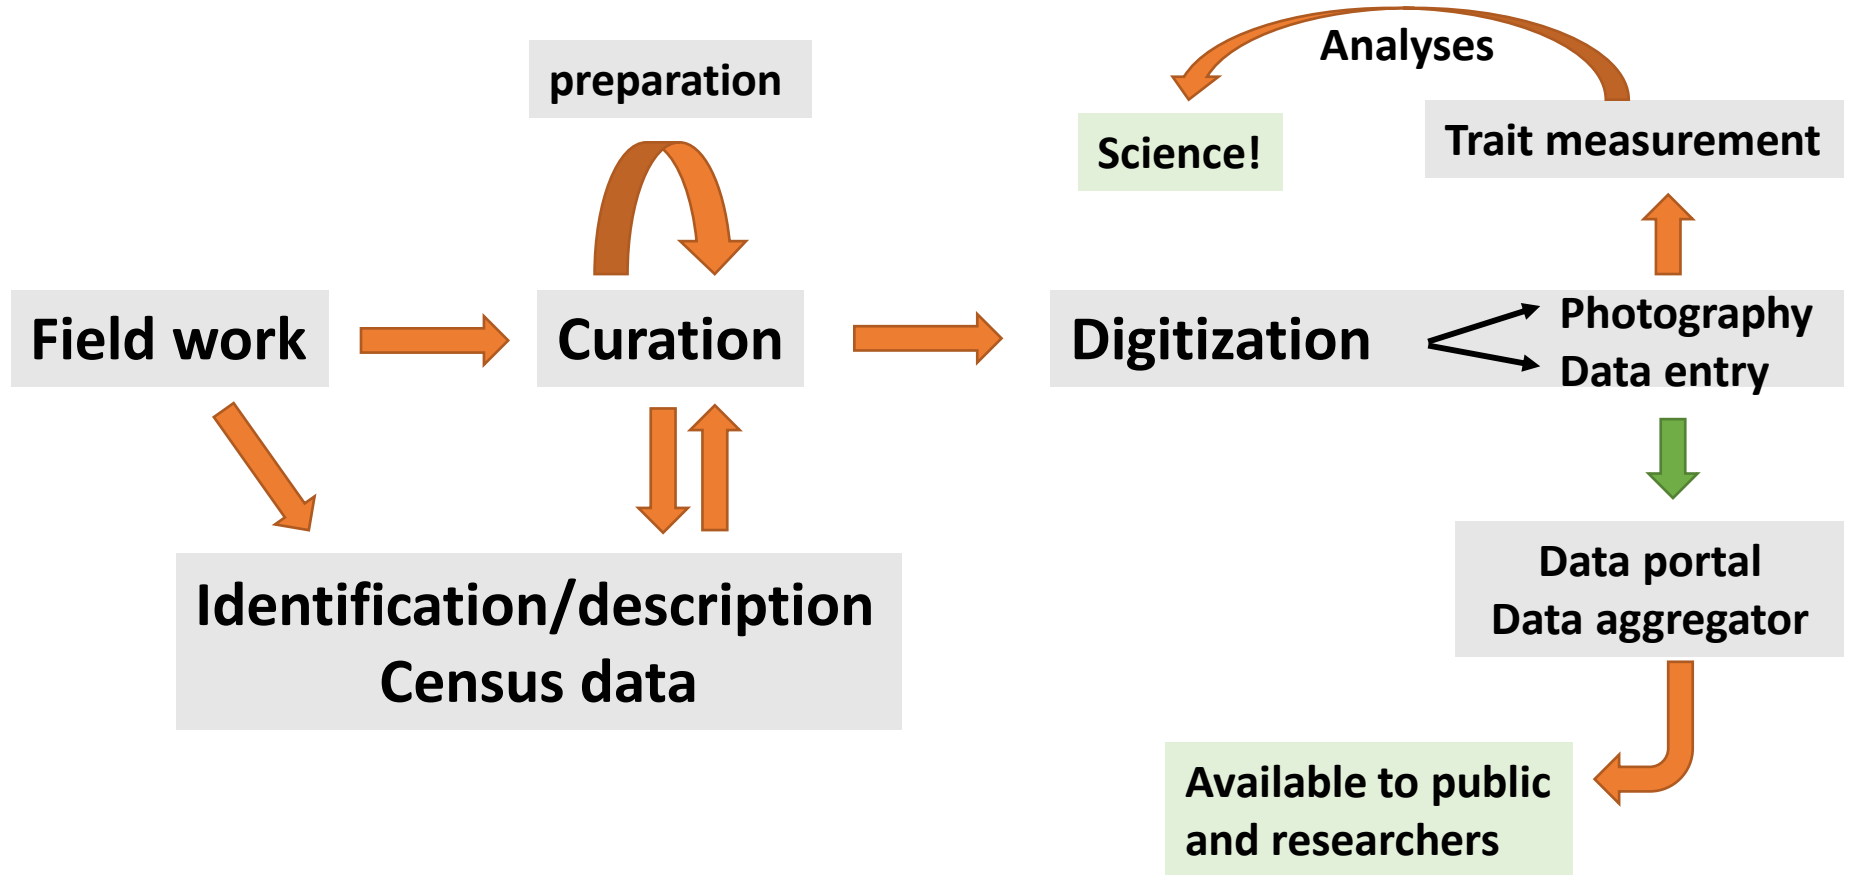 Analyses
preparation
Science!
Trait measurement
Field work
Curation
Digitization
Photography
Data entry
Identification/description
Census data
Data portal
Data aggregator
Available to public
and researchers